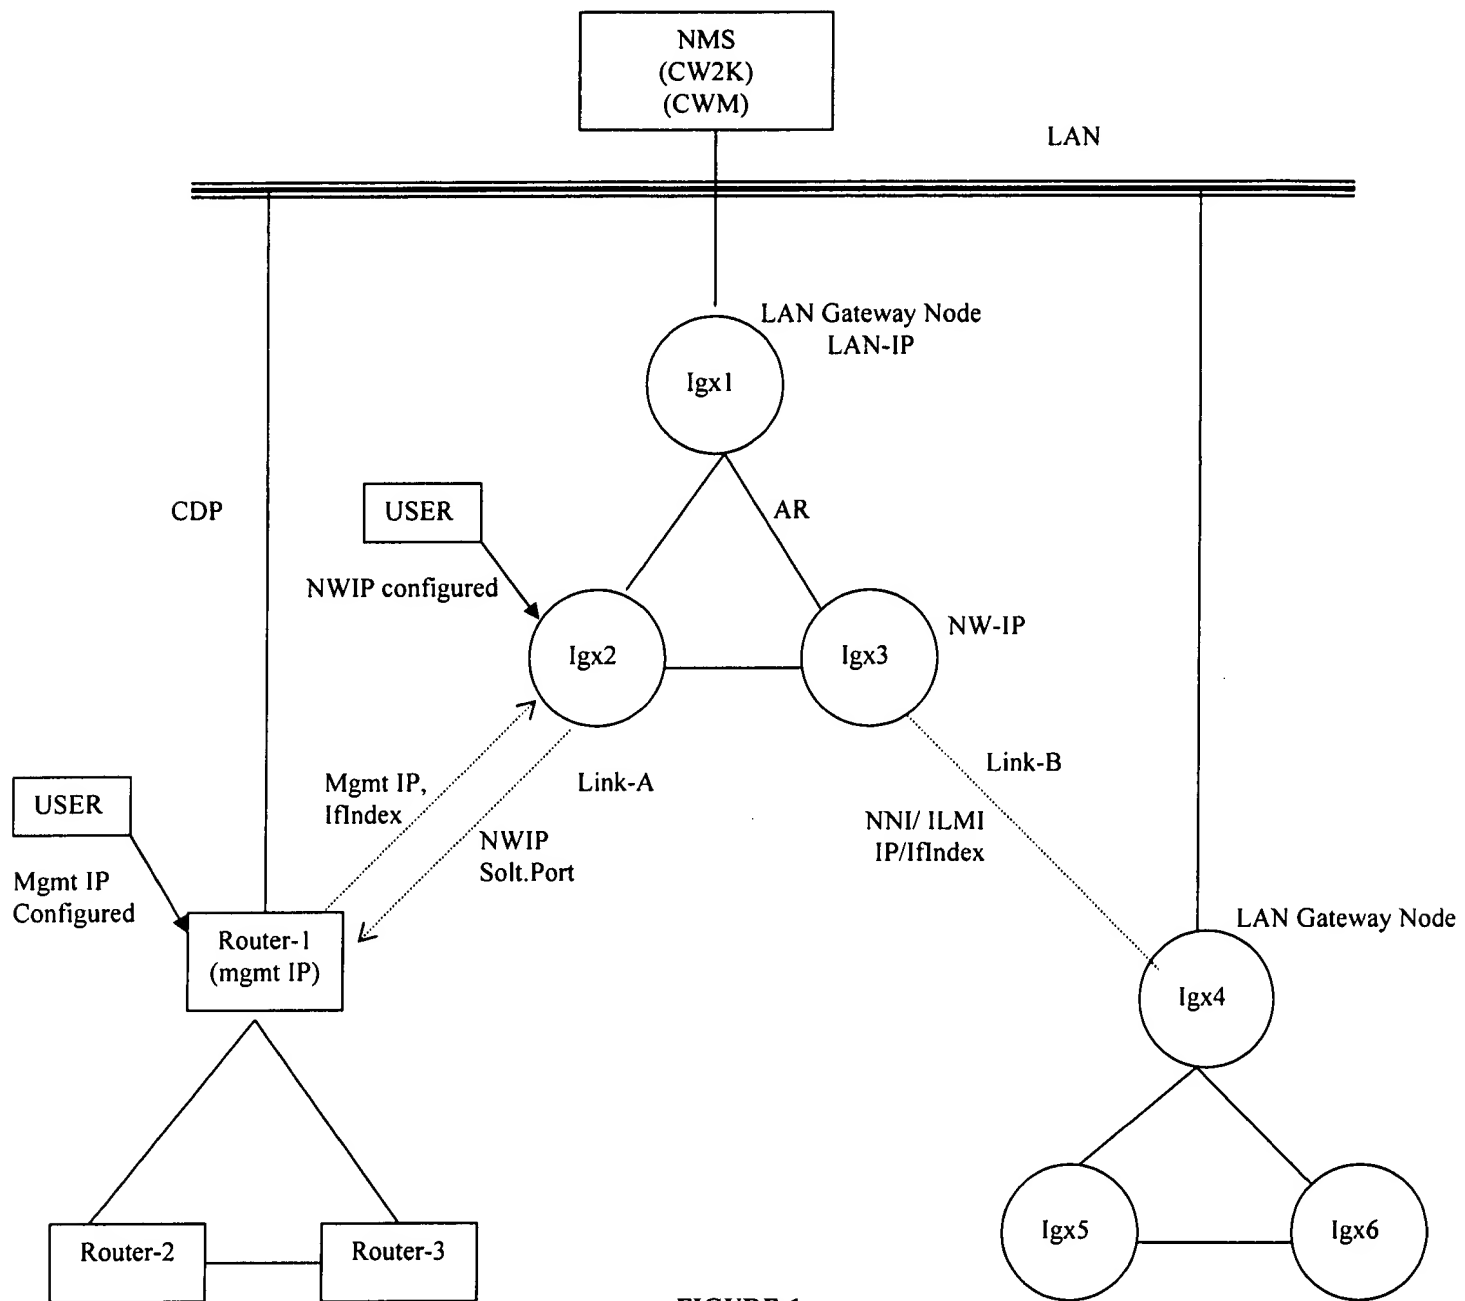 NMS
(CW2K)
(CWM)
LAN
LAN Gateway Node
LAN-IP
Igx1
CDP
USER
AR
NWIP configured
Igx2
Igx3
NW-IP
Link-B
Mgmt IP,
IfIndex
Link-A
USER
NNI/ ILMI
IP/IfIndex
NWIP
Solt.Port
Mgmt IP
Configured
LAN Gateway Node
Router-1
(mgmt IP)
Igx4
Igx5
Igx6
Router-2
Router-3